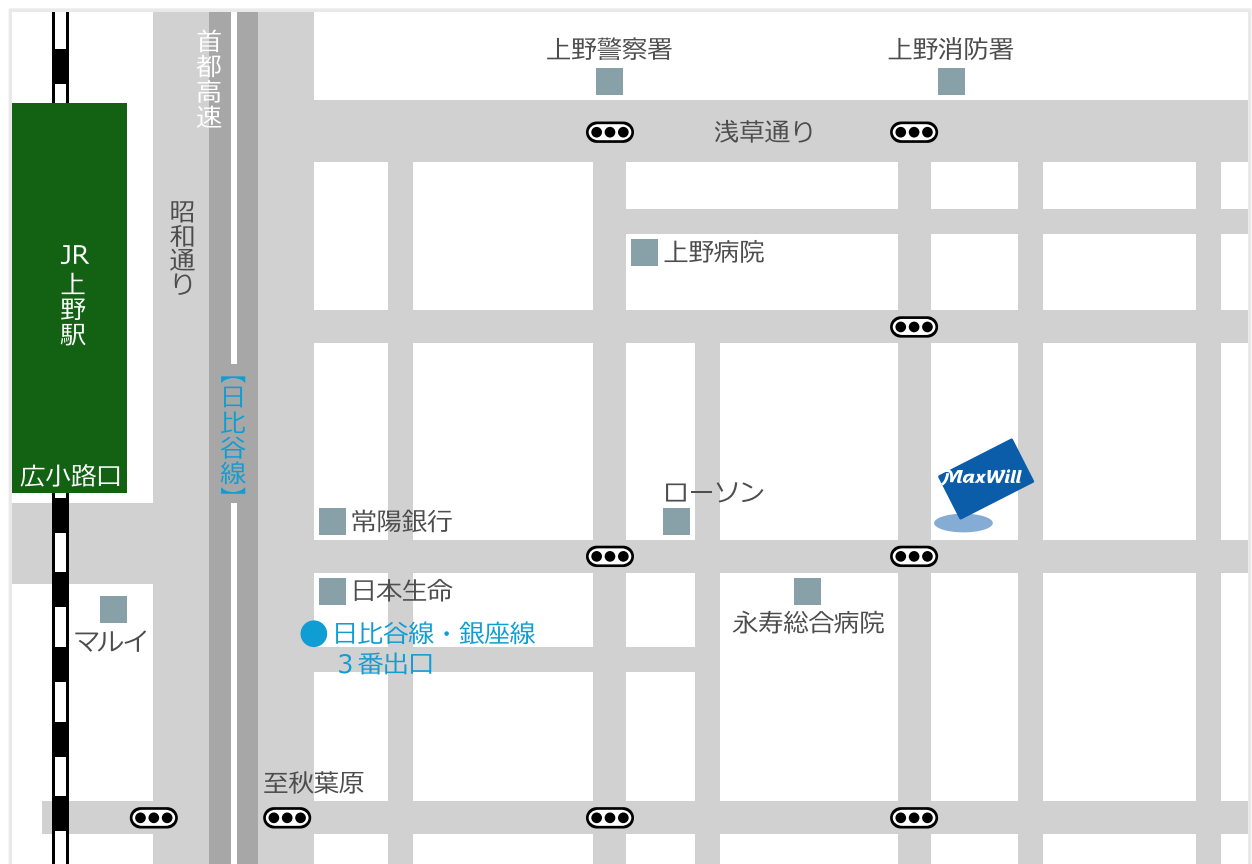 首都高速
上野警察署
上野消防署
浅草通り
昭和通り
JR上野駅
上野病院
【日比谷線】
広小路口
MaxWill
ローソン
常陽銀行
日本生命
永寿総合病院
マルイ
日比谷線・銀座線
３番出口
至秋葉原